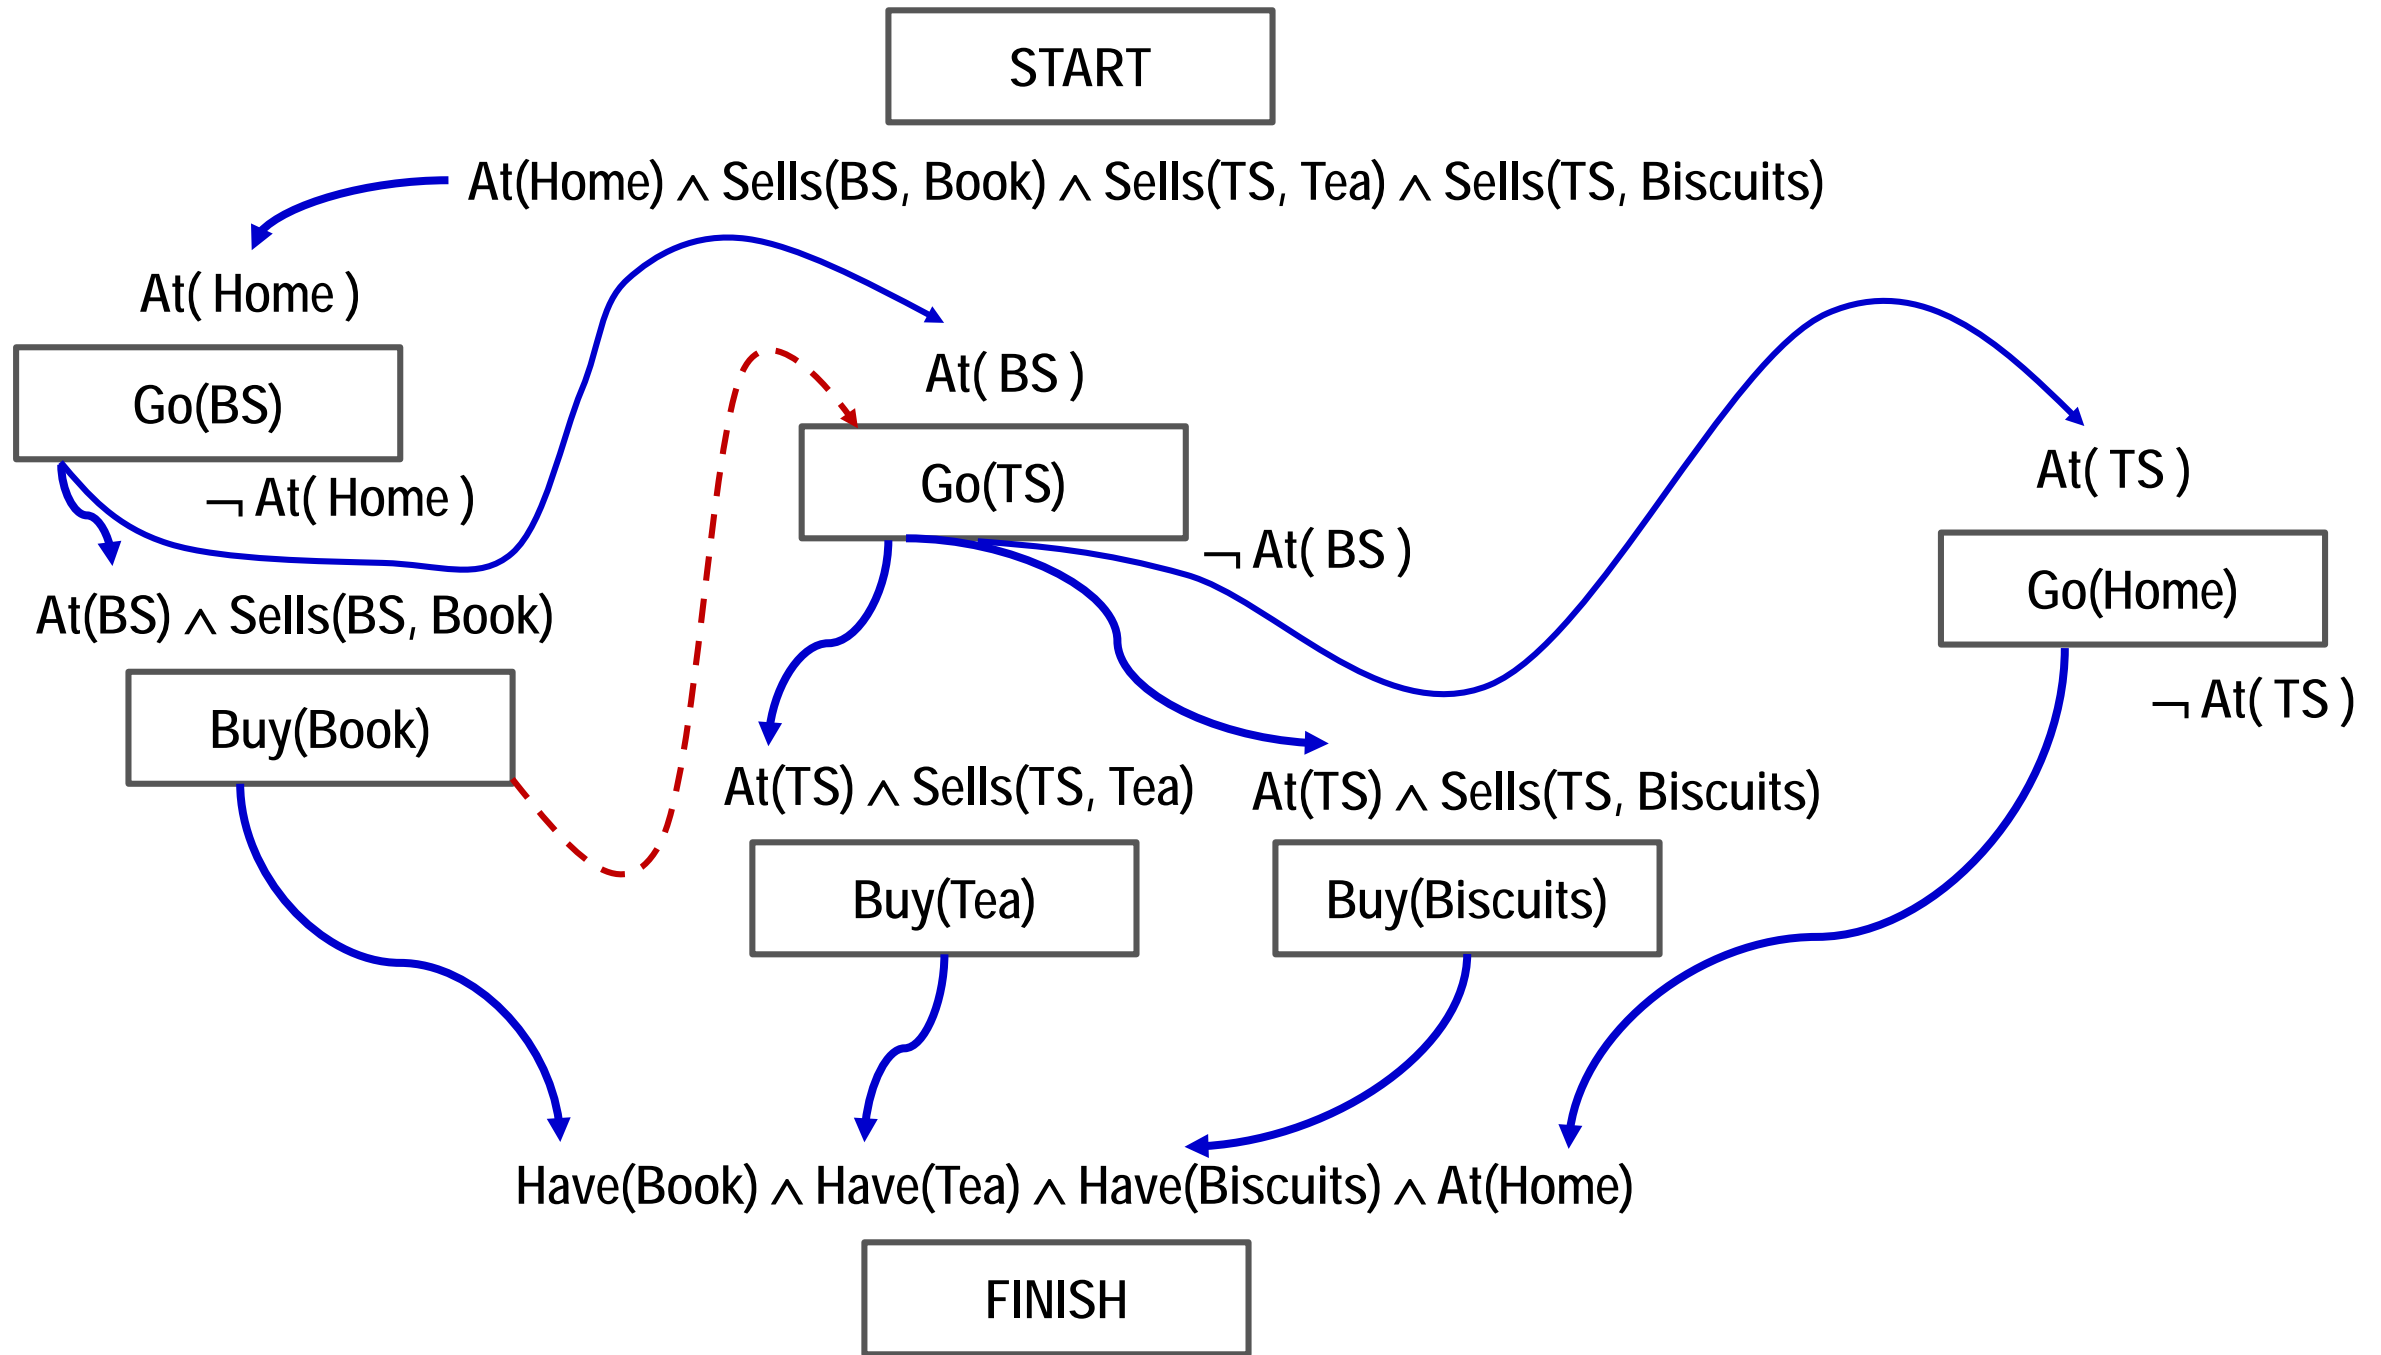 START
At(Home) ∧ Sells(BS, Book) ∧ Sells(TS, Tea) ∧ Sells(TS, Biscuits)
At( Home )
Go(BS)
¬ At( Home )
At( BS )
Go(TS)
¬ At( BS )
At( TS )
Go(Home)
¬ At( TS )
At(BS) ∧ Sells(BS, Book)
Buy(Book)
At(TS) ∧ Sells(TS, Tea)
Buy(Tea)
At(TS) ∧ Sells(TS, Biscuits)
Buy(Biscuits)
Have(Book) ∧ Have(Tea) ∧ Have(Biscuits) ∧ At(Home)
FINISH